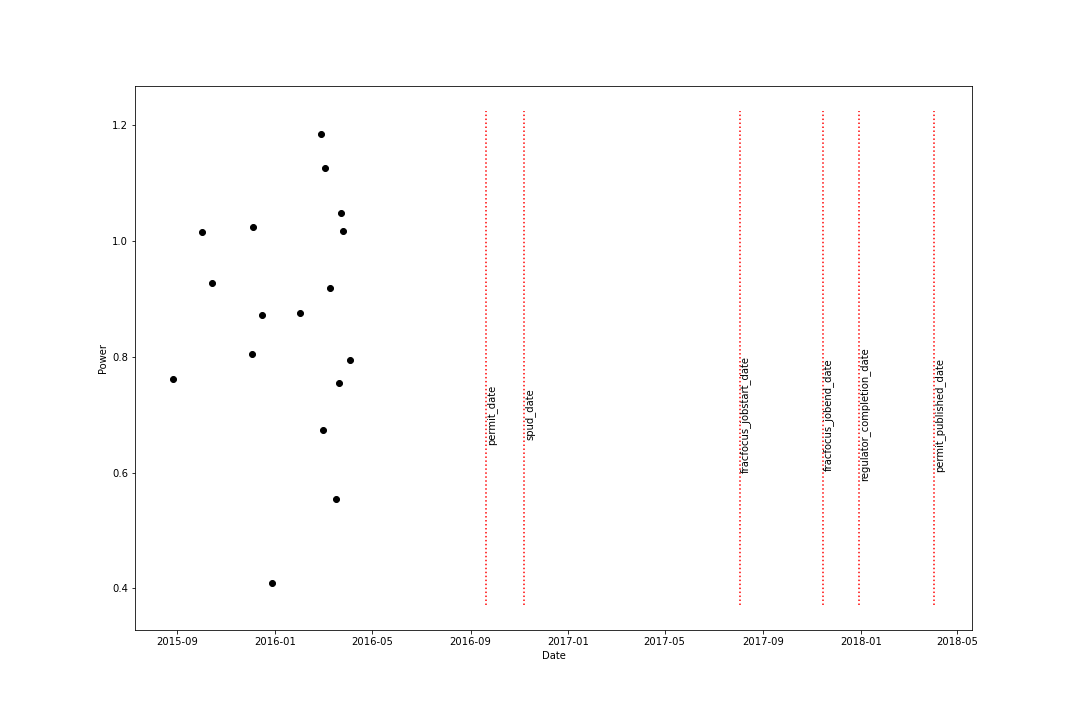 1.2
1.0
0.8
0.6
0.4
Power
permit_date
spud_date
fracfocus_jobstart_date
fracfocus_jobend_date
regulator_completion_date
permit_published_date
2015-09 2016-01 2016-05 2016-09 2017-01 2017-05 2017-09 2018-01 2018-05
Date